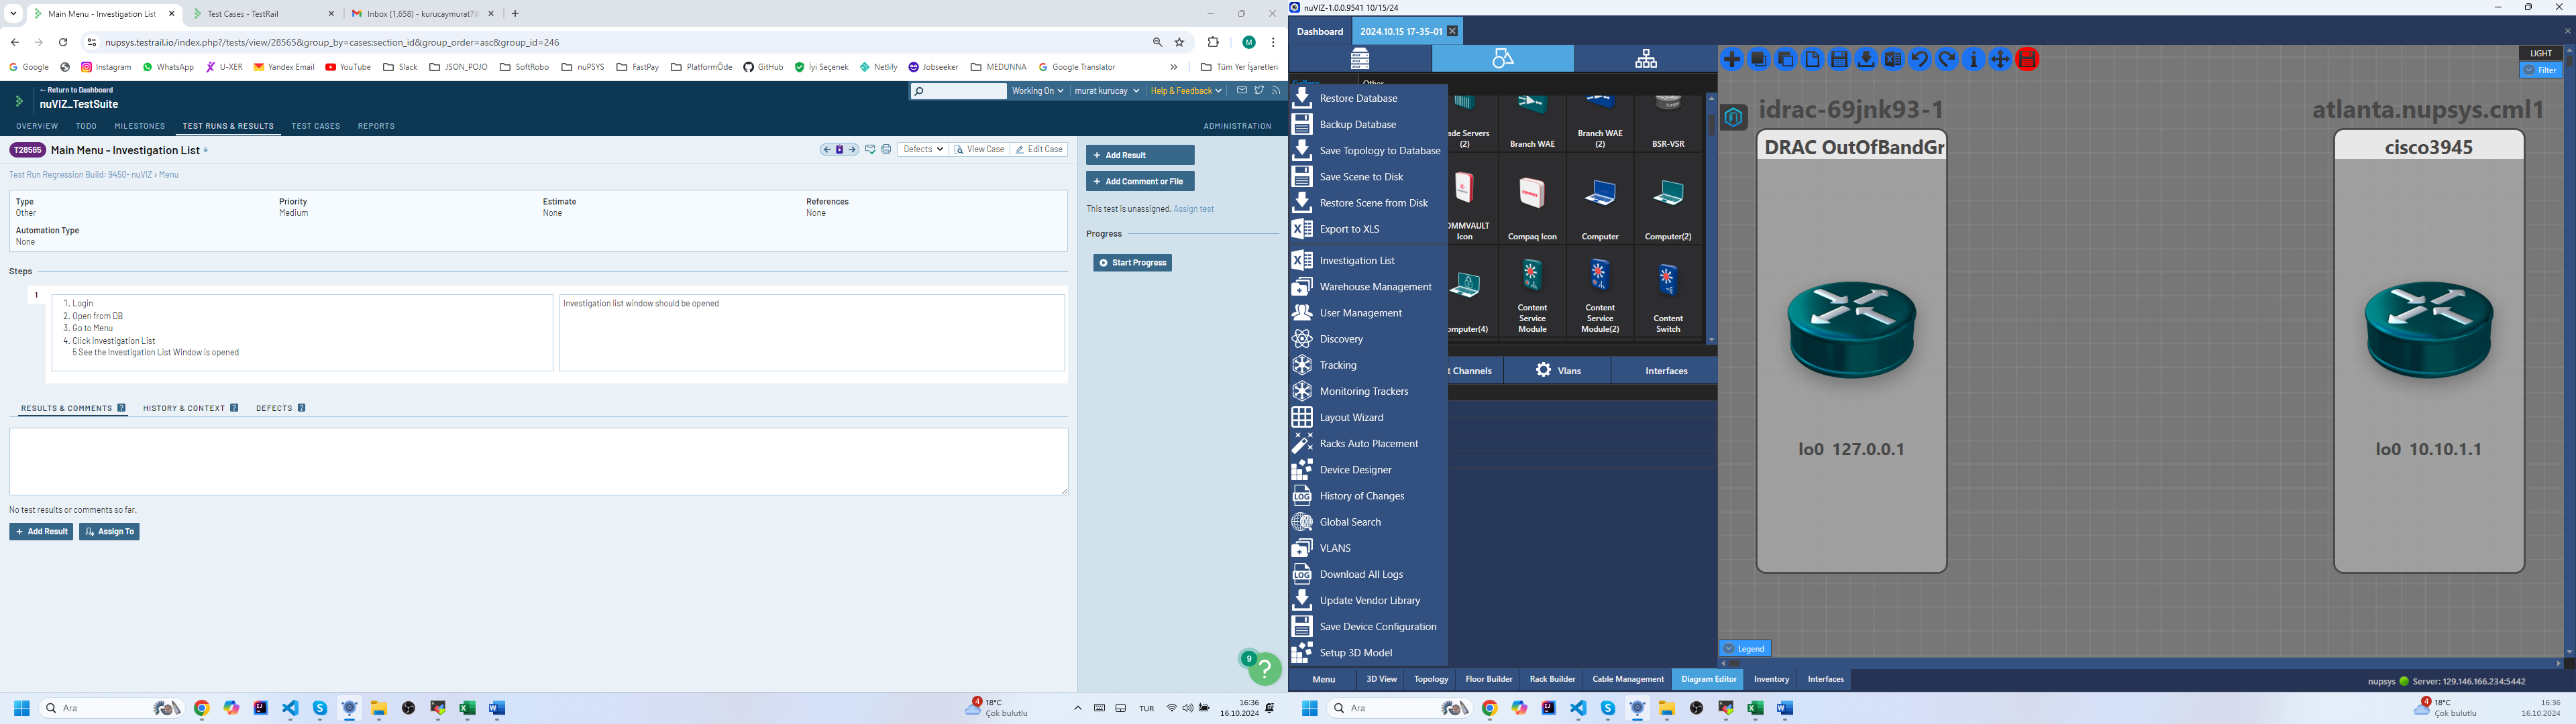 Main Menu - Investigation List
Test Cases - TestRail
Inbox (1,658) - kurucaymurat76
nupsys.testrail.io/index.php?/tests/view/28565&group_by=cases:section_id&group_order=asc&group_id=246
M
Google
Instagram
WhatsApp
U-XER
Yandex Email
YouTube
Slack
JSON_POJO
SoftRobo
nuPSYS
FastPay
PlatformÖde
GitHub
İyi Seçenek
Netlify
Jobseeker
MEDUNNA
Google Translator
»
Tüm Yer İşaretleri
← Return to Dashboard
nuVIZ_TestSuite
Working On
murat kurucay
Help & Feedback
OVERVIEW
TODO
MILESTONES
TEST RUNS & RESULTS
TEST CASES
REPORTS
ADMINISTRATION
T28565
Main Menu - Investigation List
Defects
View Case
Edit Case
Test Run Regression Build: 9450- nuVIZ › Menu
Type
Other
Priority
Medium
Estimate
None
References
None
Automation Type
None
Steps
1
1. Login
2. Open from DB
3. Go to Menu
4. Click Investigation List
5 See the Investigation List Window is opened
Investigation list window should be opened
RESULTS & COMMENTS ?
HISTORY & CONTEXT ?
DEFECTS ?
No test results or comments so far.
+ Add Result
Assign To
+ Add Result
+ Add Comment or File
This test is unassigned. Assign test
Progress
Start Progress
9
?
Ara
4
18°C
Çok bulutlu
TUR
16:36
16.10.2024
nuVIZ-1.0.0.9541 10/15/24
Dashboard
2024.10.15 17-35-01
Other
Restore Database
Backup Database
Save Topology to Database
Save Scene to Disk
Restore Scene from Disk
Export to XLS
Investigation List
Warehouse Management
User Management
Discovery
Tracking
Monitoring Trackers
Layout Wizard
Racks Auto Placement
Device Designer
History of Changes
Global Search
VLANS
Download All Logs
Update Vendor Library
Save Device Configuration
Setup 3D Model
ade Servers
(2)
Branch WAE
Branch WAE
(2)
BSR-VSR
OMMVAULT
Icon
Compaq Icon
Computer
Computer(2)
mputer(4)
Content
Service
Module
Content
Service
Module(2)
Content
Switch
t Channels
Vlans
Interfaces
LIGHT
Filter
idrac-69jnk93-1
DRAC OutOfBandGr
lo0 127.0.0.1
atlanta.nupsys.cml1
cisco3945
lo0 10.10.1.1
Legend
Menu
3D View
Topology
Floor Builder
Rack Builder
Cable Management
Diagram Editor
Inventory
Interfaces
nupsys
Server: 129.146.166.234:5442
Ara
4
18°C
Çok bulutlu
16:36
16.10.2024